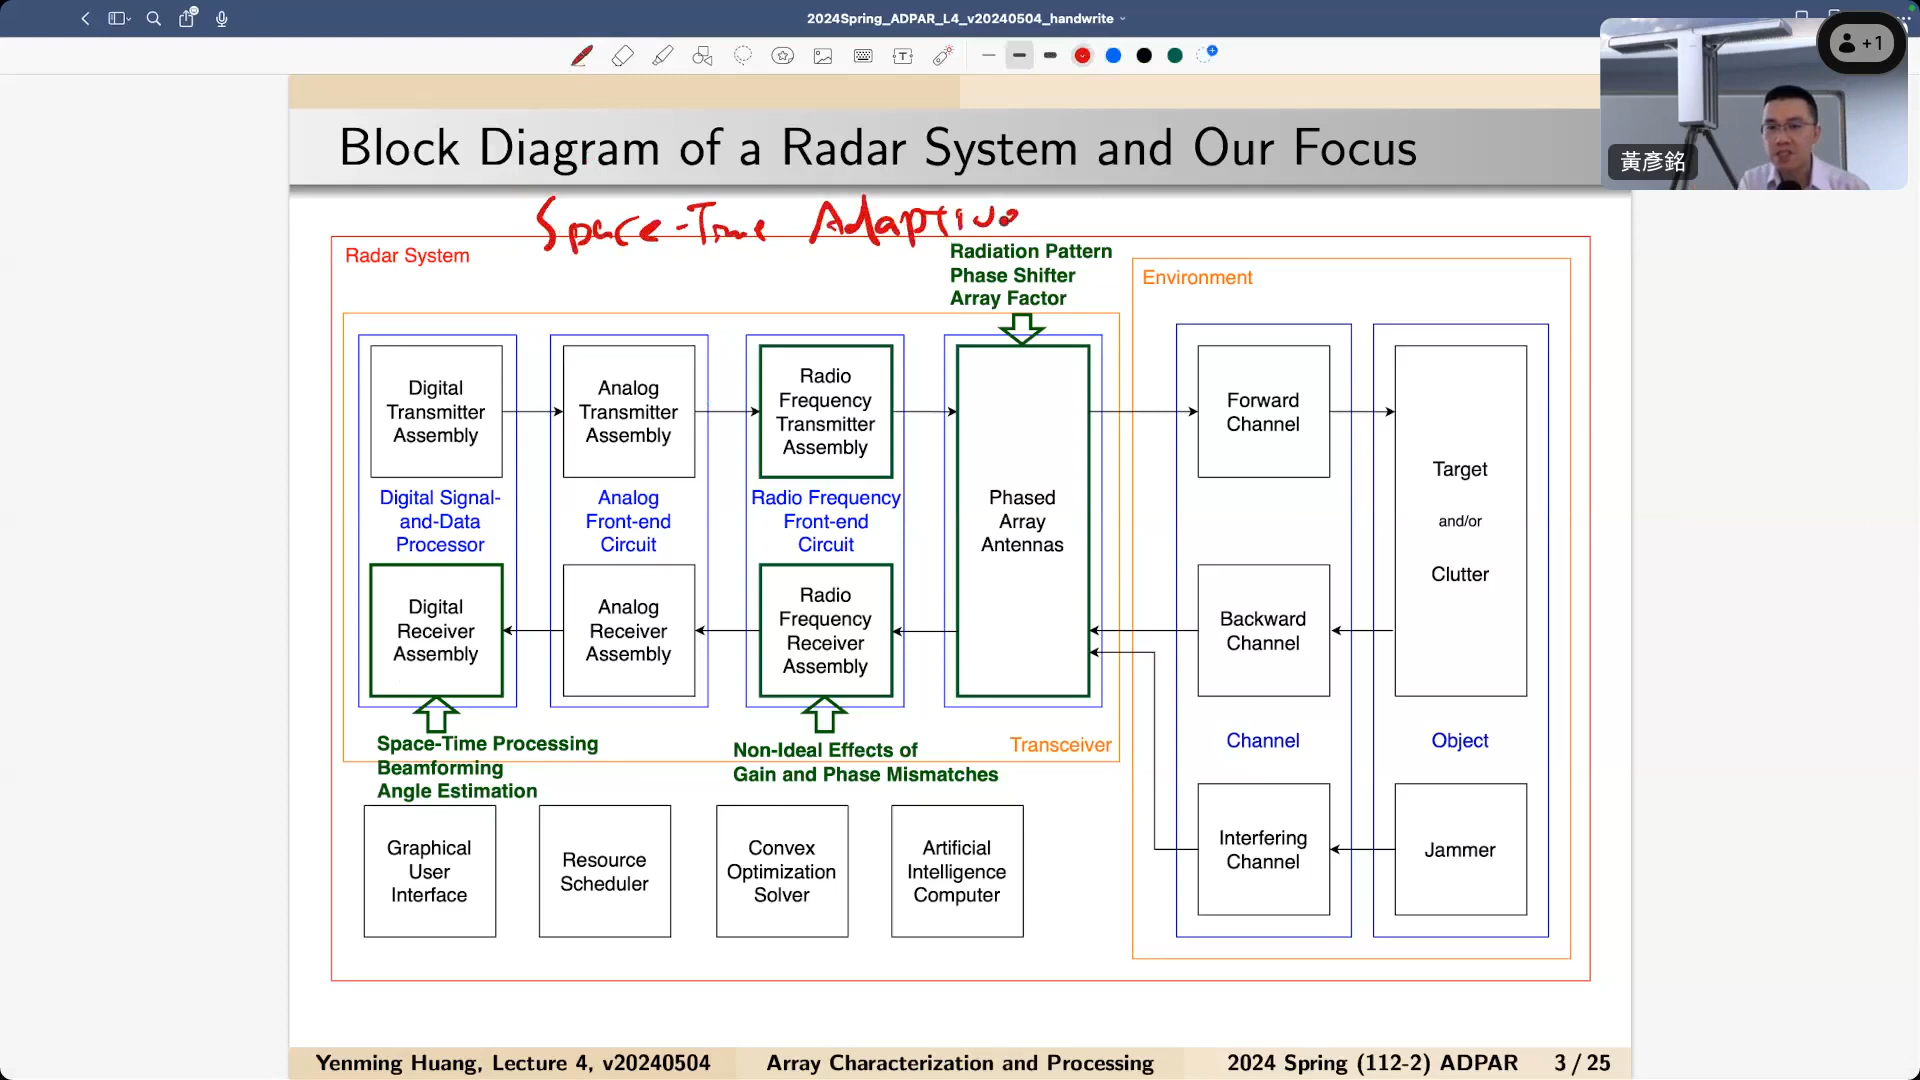 2024Spring_ADPAR_L4_v20240504_handwrite
+1
黃彥銘
Block Diagram of a Radar System and Our Focus
Space-Time Adaptive
Radar System
Radiation Pattern
Phase Shifter
Array Factor
Environment
Digital
Transmitter
Assembly
Analog
Transmitter
Assembly
Radio
Frequency
Transmitter
Assembly
Phased
Array
Antennas
Forward
Channel
Target
and/or
Clutter
Digital Signal-
and-Data
Processor
Analog
Front-end
Circuit
Radio Frequency
Front-end
Circuit
Digital
Receiver
Assembly
Analog
Receiver
Assembly
Radio
Frequency
Receiver
Assembly
Backward
Channel
Space-Time Processing
Beamforming
Angle Estimation
Non-Ideal Effects of
Gain and Phase Mismatches
Transceiver
Channel
Object
Graphical
User
Interface
Resource
Scheduler
Convex
Optimization
Solver
Artificial
Intelligence
Computer
Interfering
Channel
Jammer
Yenming Huang, Lecture 4, v20240504
Array Characterization and Processing
2024 Spring (112-2) ADPAR
3 / 25